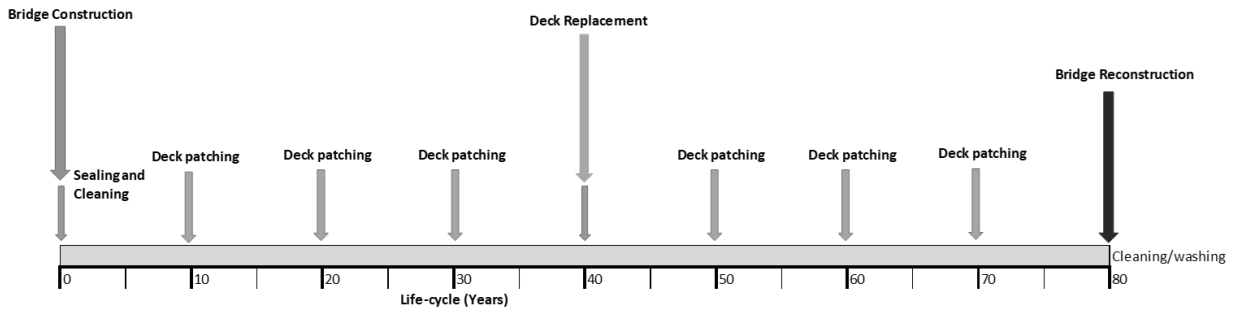 Bridge Construction
Deck Replacement
Bridge Reconstruction
Deck patching
Deck patching
Deck patching
Deck patching
Deck patching
Deck patching
Sealing and
Cleaning
Cleaning/washing
0 10 20 30 40 50 60 70 80
Life-cycle (Years)